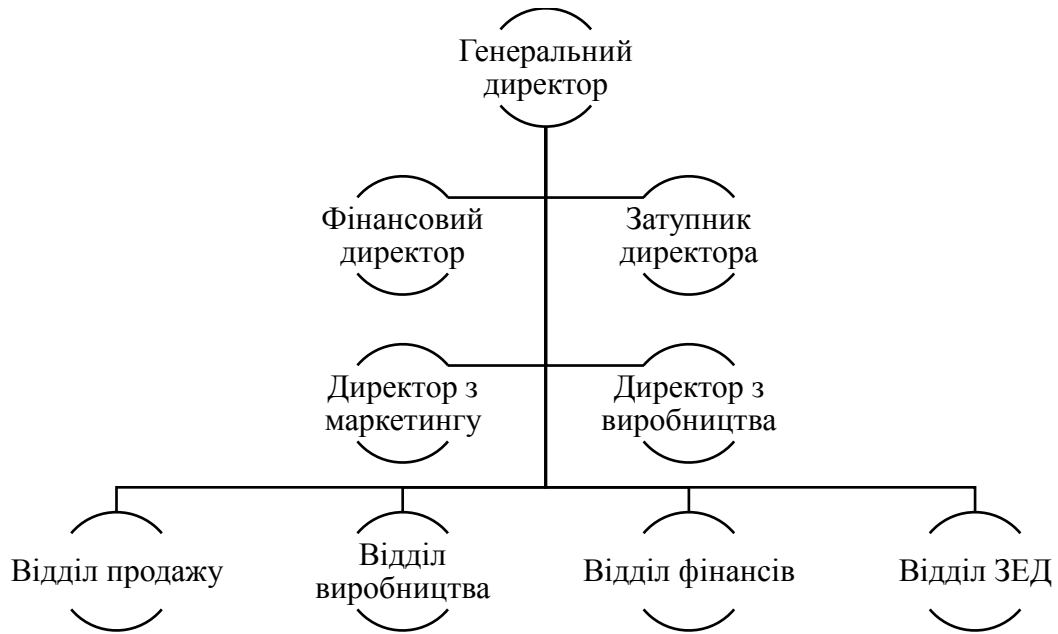 Генеральний
директор
Фінансовий
директор
Затупник
директора
Директор з
маркетингу
Директор з
виробництва
Відділ продажу
Відділ
виробництва
Відділ фінансів
Відділ ЗЕД